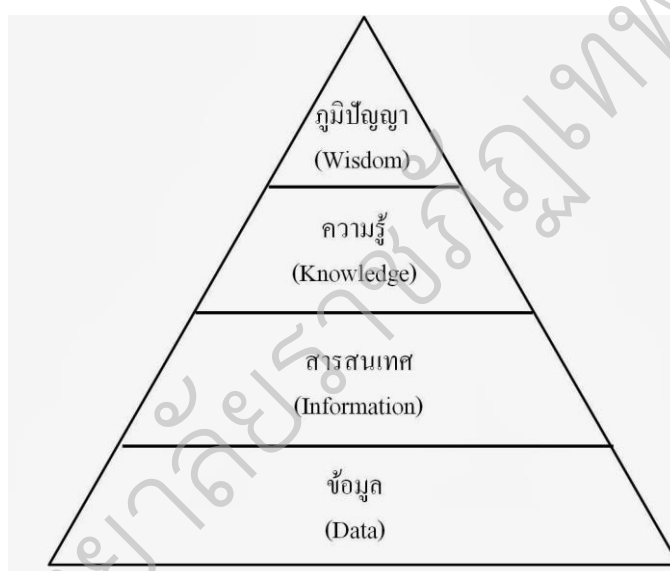 ภูมิปัญญา
(Wisdom)
ความรู้
(Knowledge)
สารสนเทศ
(Information)
ข้อมูล
(Data)